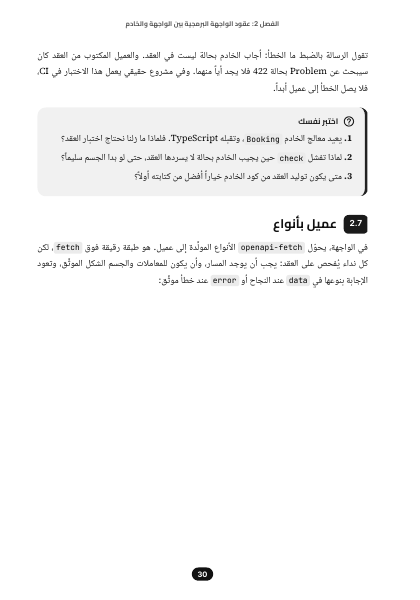 الفصل 2: عقود الواجهة البرمجية بين الواجهة والخادم
تقول الرسالة بالضبط ما الخطأ: أجاب الخادم بحالة ليست في العقد. والعميل المكتوب من العقد كان
سيبحث عن Problem بحالة 422 فلا يجد أياً منهما. وفي مشروع حقيقي يعمل هذا الاختبار في CI،
فلا يصل الخطأ إلى عميل أبداً.
اختبر نفسك
1. يعيد معالج الخادم Booking، وتقبله TypeScript. فلماذا ما زلنا نحتاج اختبار العقد؟
2. لماذا تفشل check حين يجيب الخادم بحالة لا يسردها العقد، حتى لو بدا الجسم سليماً؟
3. متى يكون توليد العقد من كود الخادم خياراً أفضل من كتابته أولاً؟
2.7 عميل بأنواع
في الواجهة، يحوّل openapi-fetch الأنواع المولّدة إلى عميل. هو طبقة رقيقة فوق fetch، لكن
كل نداء يُفحص على العقد: يجب أن يوجد المسار، وأن يكون للمعاملات والجسم الشكل الموثّق، وتعود
الإجابة بنوعها في data عند النجاح أو error عند خطأ موثّق:
30